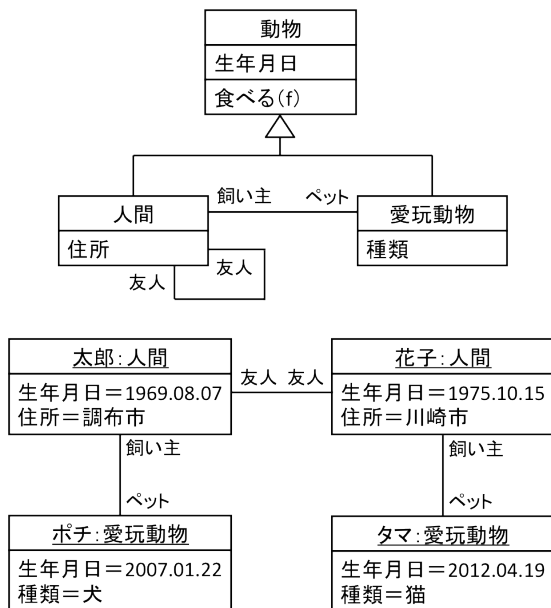 動物
生年月日
食べる(f)
飼い主 ペット
人間
愛玩動物
住所
種類
友人
友人
太郎:人間
花子:人間
生年月日=1969.08.07
住所=調布市
友人 友人
生年月日=1975.10.15
住所=川崎市
飼い主
飼い主
ペット
ペット
ポチ:愛玩動物
タマ:愛玩動物
生年月日=2007.01.22
種類=犬
生年月日=2012.04.19
種類=猫